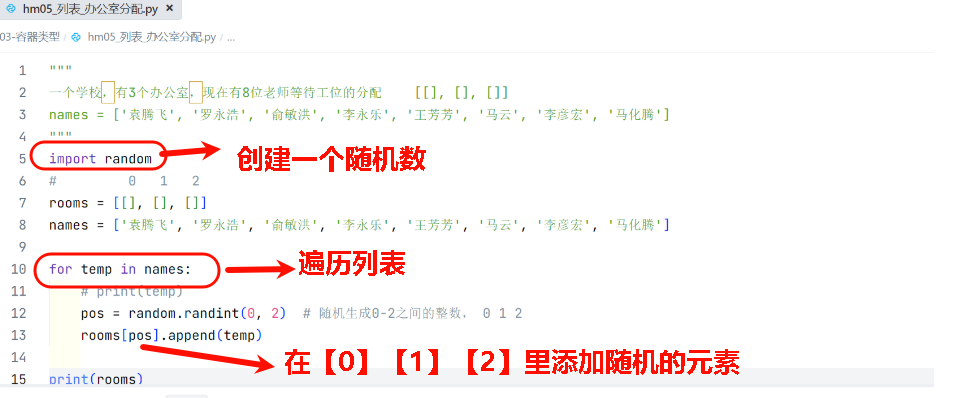 hm05_列表_办公室分配.py ×
03-容器类型 / hm05_列表_办公室分配.py / ...
1 """
2 一个学校，有3个办公室，现在有8位老师等待工位的分配 [[], [], []]
3 names = ['袁腾飞', '罗永浩', '俞敏洪', '李永乐', '王芳芳', '马云', '李彦宏', '马化腾']
4 """
5 import random
创建一个随机数
6 # 0 1 2
7 rooms = [[], [], []]
8 names = ['袁腾飞', '罗永浩', '俞敏洪', '李永乐', '王芳芳', '马云', '李彦宏', '马化腾']
9
10 for temp in names:
遍历列表
11 # print(temp)
12 pos = random.randint(0, 2) # 随机生成0-2之间的整数， 0 1 2
13 rooms[pos].append(temp)
14
在【0】【1】【2】里添加随机的元素
15 print(rooms)